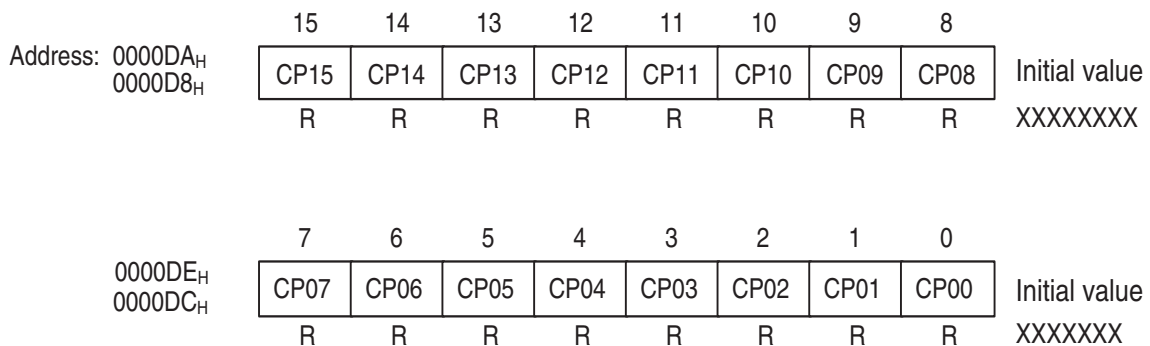 15 14 13 12 11 10 9 8
Address: 0000DAH
0000D8H
CP15 CP14 CP13 CP12 CP11 CP10 CP09 CP08 Initial value
R R R R R R R R XXXXXXXX
7 6 5 4 3 2 1 0
0000DEH
0000DCH
CP07 CP06 CP05 CP04 CP03 CP02 CP01 CP00 Initial value
R R R R R R R R XXXXXXX